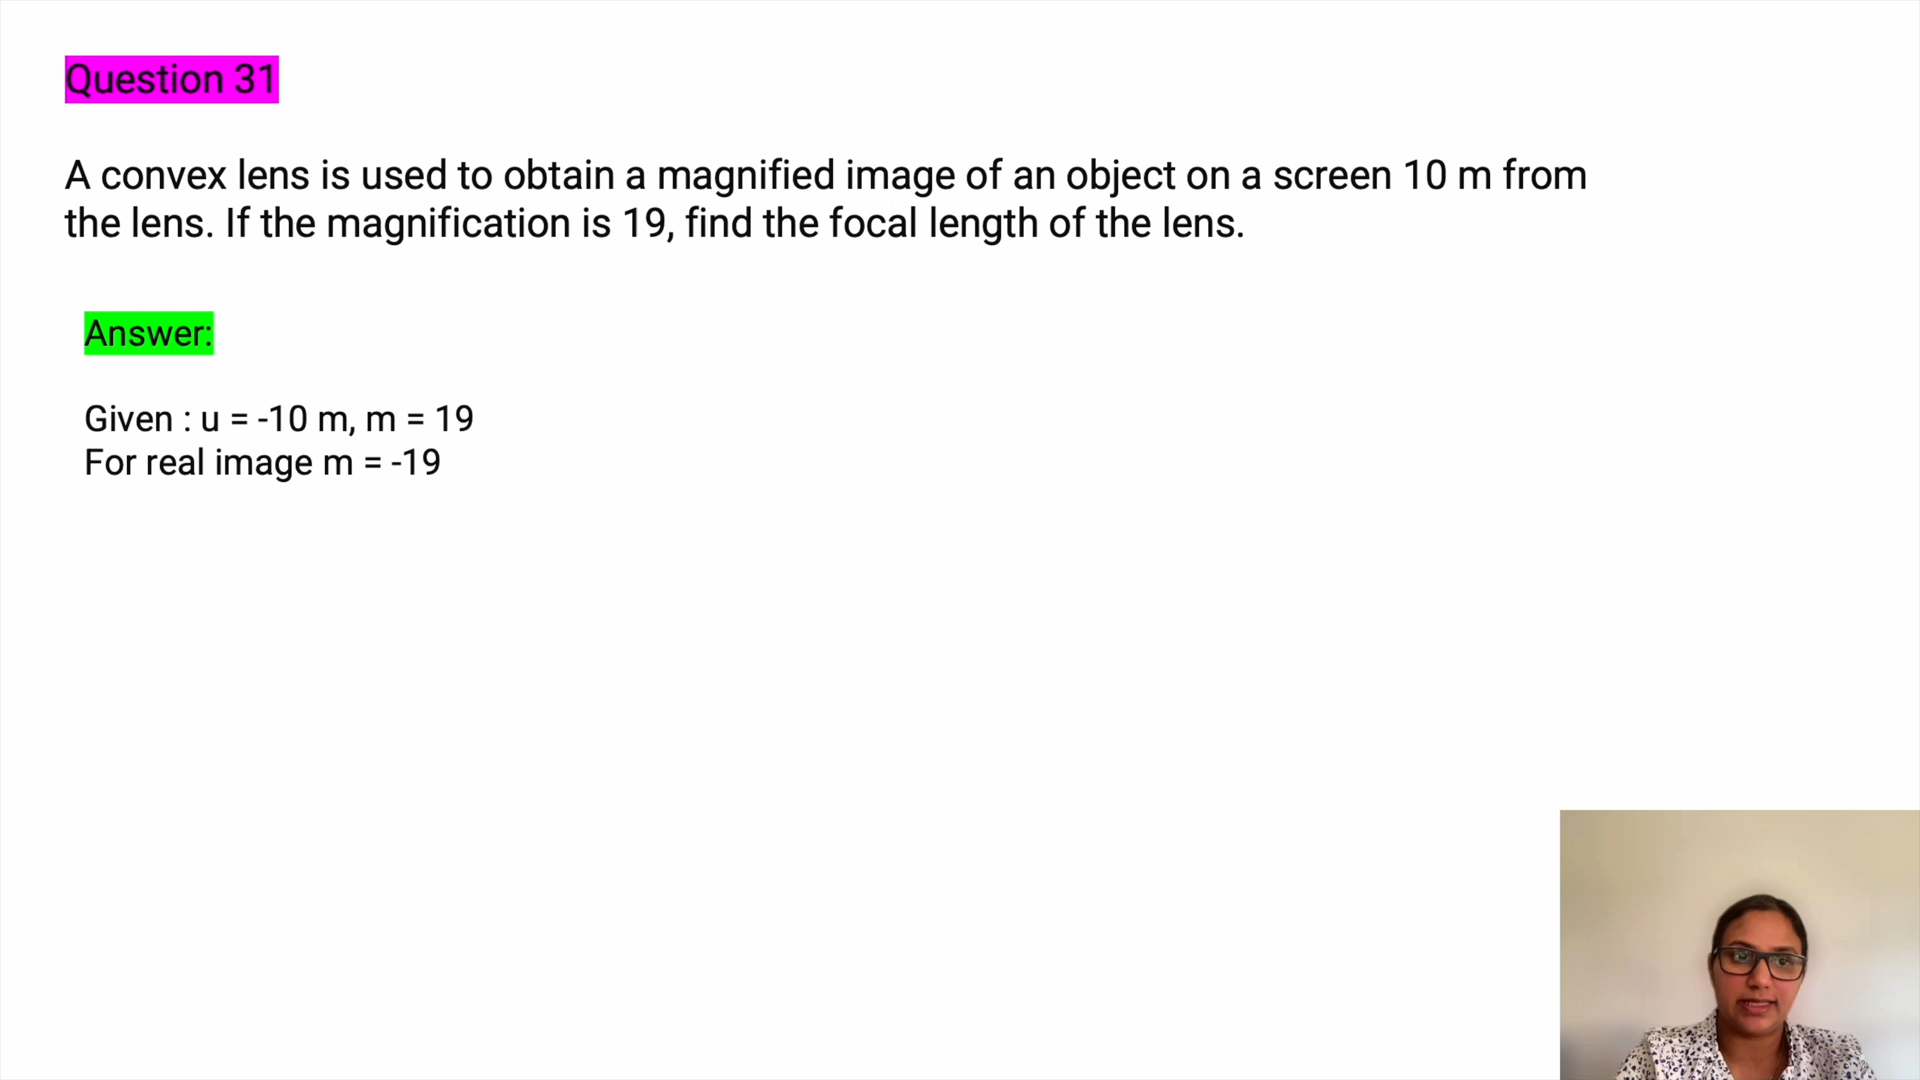 Question 31
A convex lens is used to obtain a magnified image of an object on a screen 10 m from
the lens. If the magnification is 19, find the focal length of the lens.
Answer:
Given : u = -10 m, m = 19
For real image m = -19